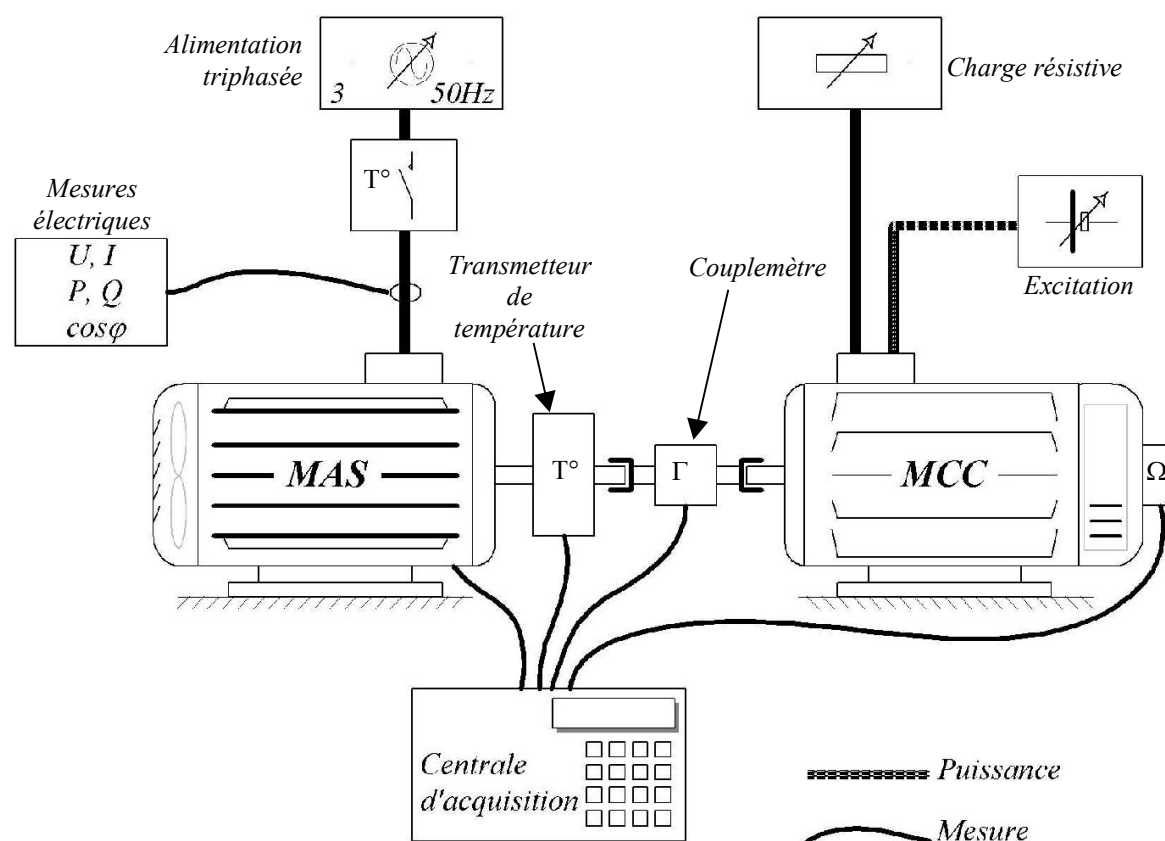 Alimentation
triphasée
3 50Hz
Charge résistive
T°
Mesures
électriques
U, I
P, Q
cosφ
Transmetteur
de
température
Couplemètre
Excitation
MAS
T°
Γ
MCC
Ω
Centrale
d'acquisition
Puissance
Mesure